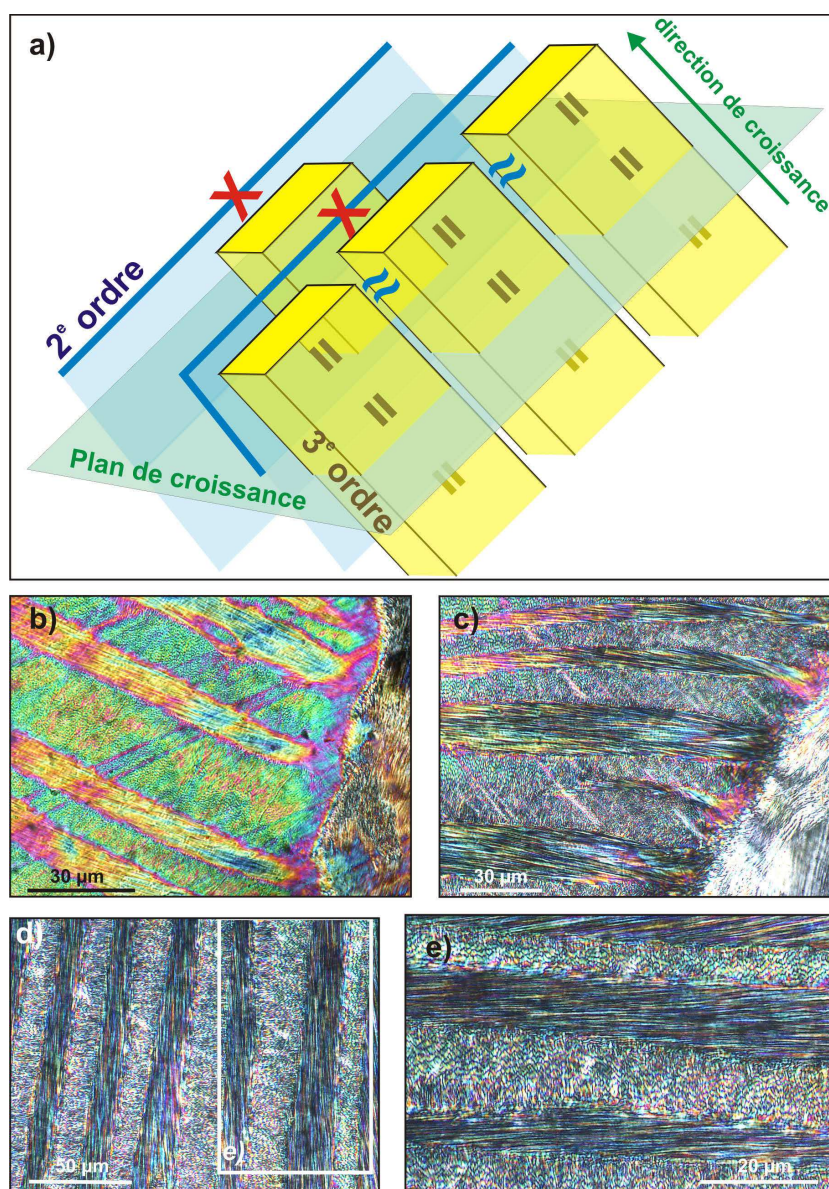 a)
direction de croissance
2e ordre
3e ordre
Plan de croissance
b)
30 µm
c)
30 µm
d)
e)
50 µm
e)
20 µm